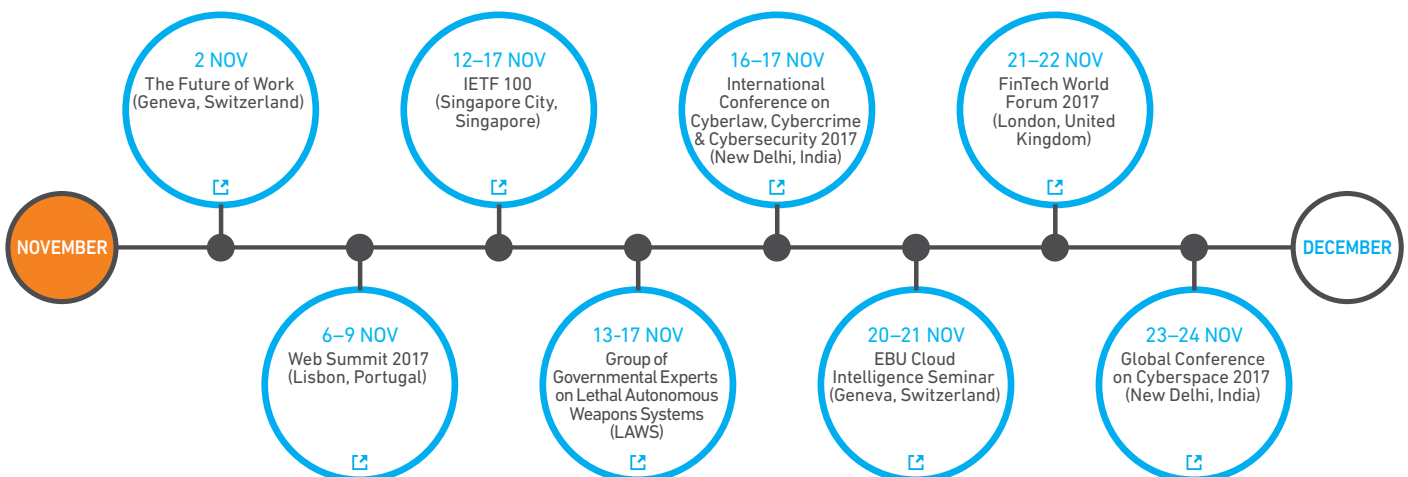 NOVEMBER
2 NOV
The Future of Work
(Geneva, Switzerland)
6–9 NOV
Web Summit 2017
(Lisbon, Portugal)
12–17 NOV
IETF 100
(Singapore City,
Singapore)
13-17 NOV
Group of
Governmental Experts
on Lethal Autonomous
Weapons Systems
(LAWS)
16–17 NOV
International
Conference on
Cyberlaw, Cybercrime
& Cybersecurity 2017
(New Delhi, India)
20–21 NOV
EBU Cloud
Intelligence Seminar
(Geneva, Switzerland)
21–22 NOV
FinTech World
Forum 2017
(London, United
Kingdom)
23–24 NOV
Global Conference
on Cyberspace 2017
(New Delhi, India)
DECEMBER